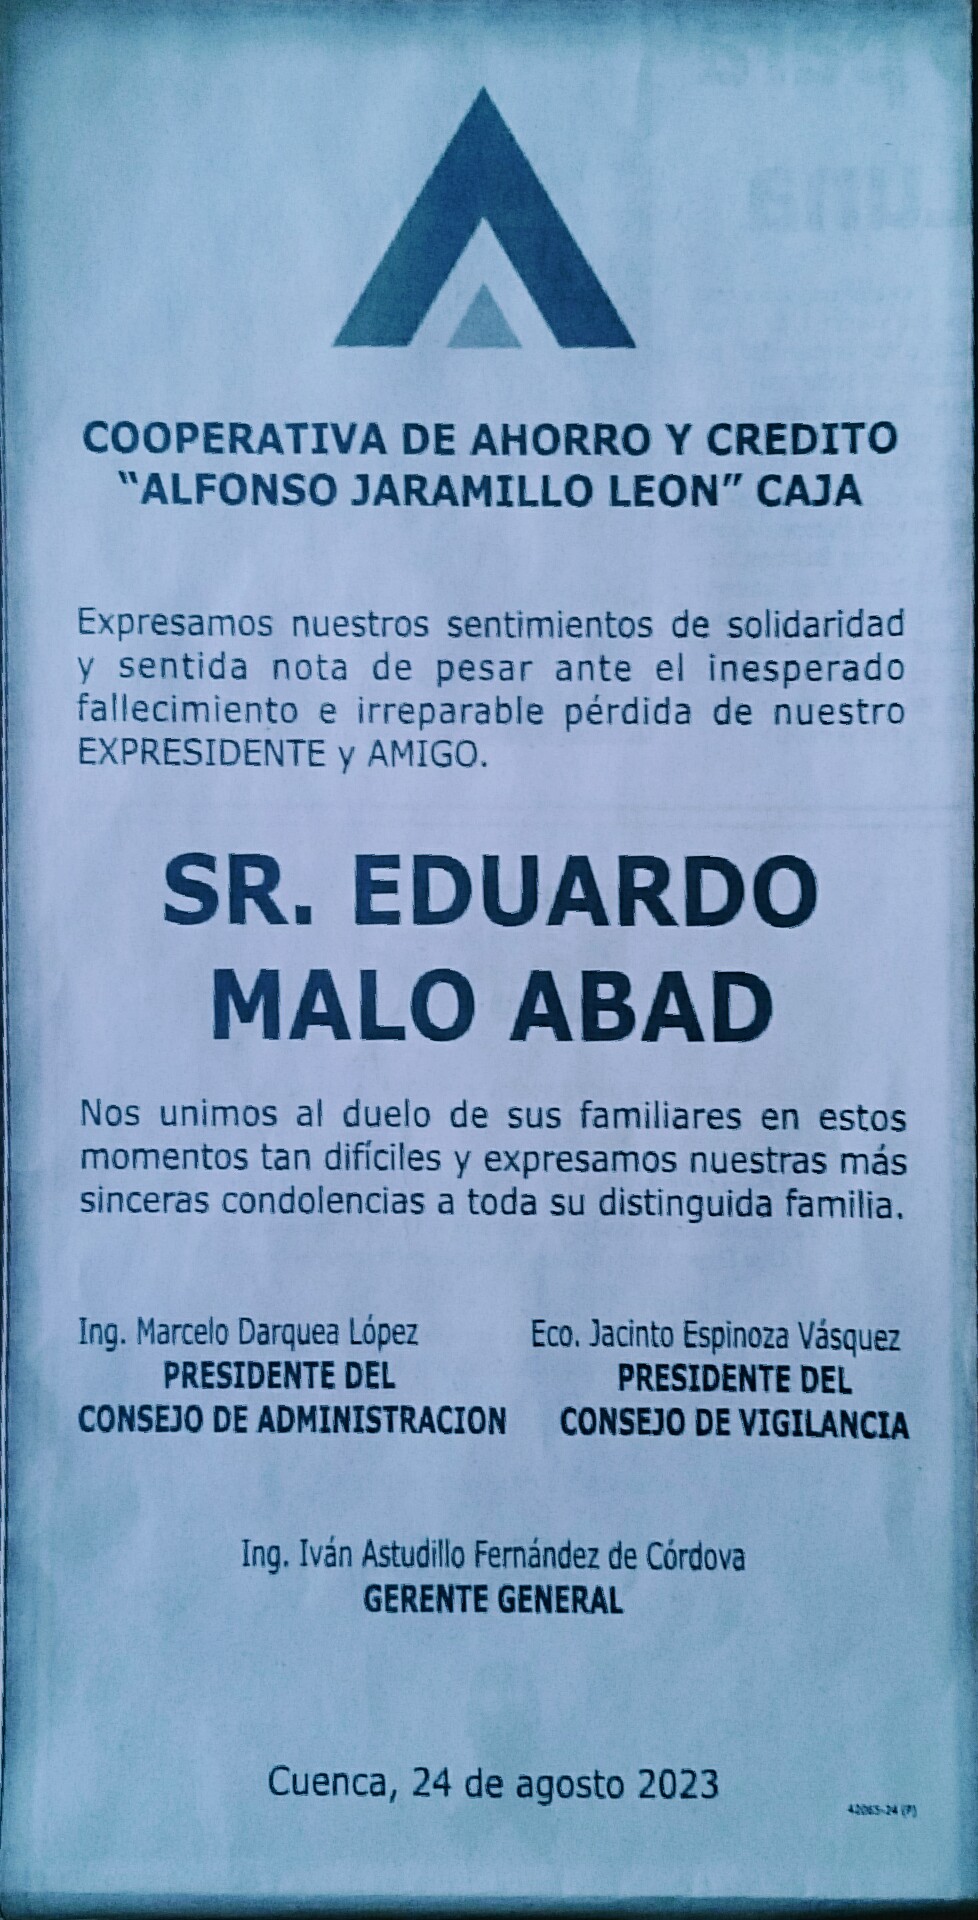 COOPERATIVA DE AHORRO Y CREDITO
"ALFONSO JARAMILLO LEON" CAJA
Expresamos nuestros sentimientos de solidaridad
y sentida nota de pesar ante el inesperado
fallecimiento e irreparable pérdida de nuestro
EXPRESIDENTE y AMIGO.
SR. EDUARDO
MALO ABAD
Nos unimos al duelo de sus familiares en estos
momentos tan difíciles y expresamos nuestras más
sinceras condolencias a toda su distinguida familia.
Ing. Marcelo Darquea López
PRESIDENTE DEL
CONSEJO DE ADMINISTRACION
Eco. Jacinto Espinoza Vásquez
PRESIDENTE DEL
CONSEJO DE VIGILANCIA
Ing. Iván Astudillo Fernández de Córdova
GERENTE GENERAL
Cuenca, 24 de agosto 2023
42065-24 (P)